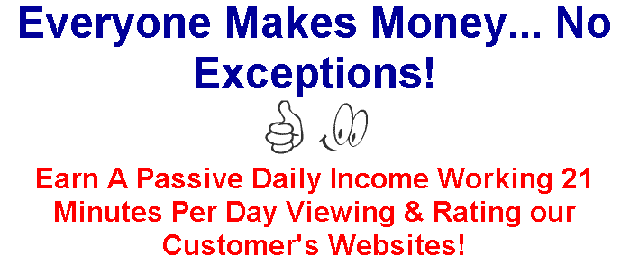 Everyone Makes Money... No
Exceptions!
Earn A Passive Daily Income Working 21
Minutes Per Day Viewing & Rating our
Customer's Websites!